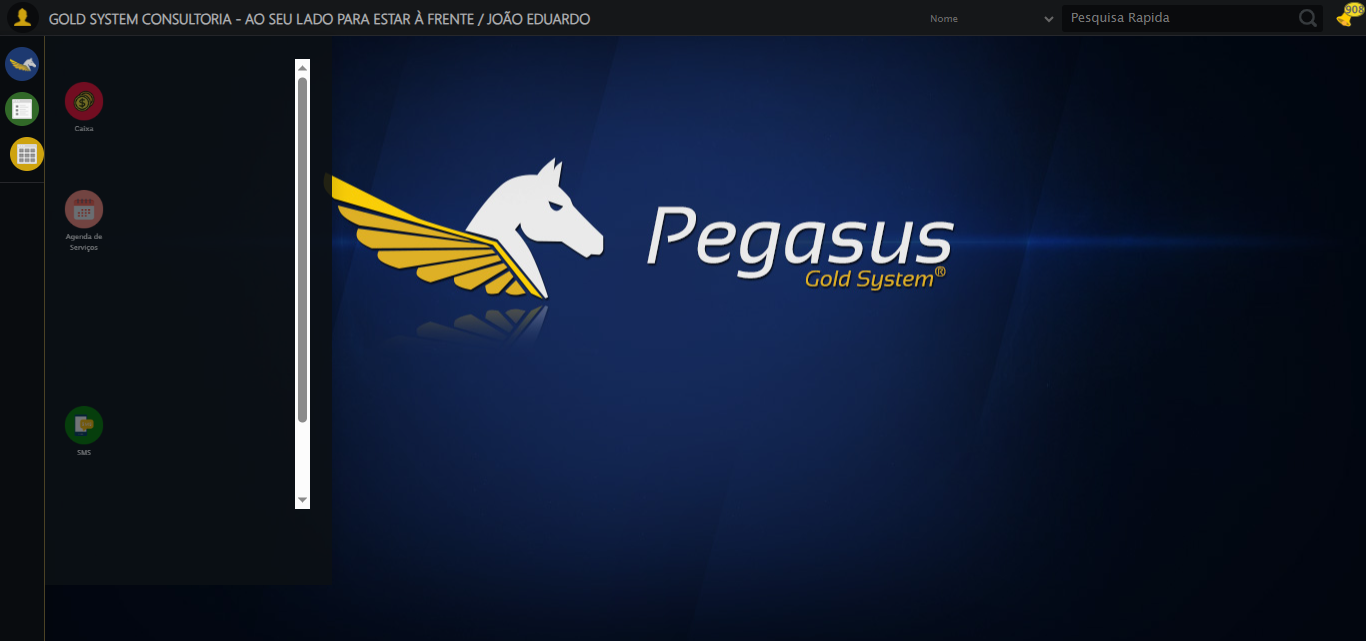 GOLD SYSTEM CONSULTORIA - AO SEU LADO PARA ESTAR À FRENTE / JOÃO EDUARDO
Nome
Pesquisa Rapida
908
Caixa
Agenda de
Serviços
SMS
Pegasus
Gold System®